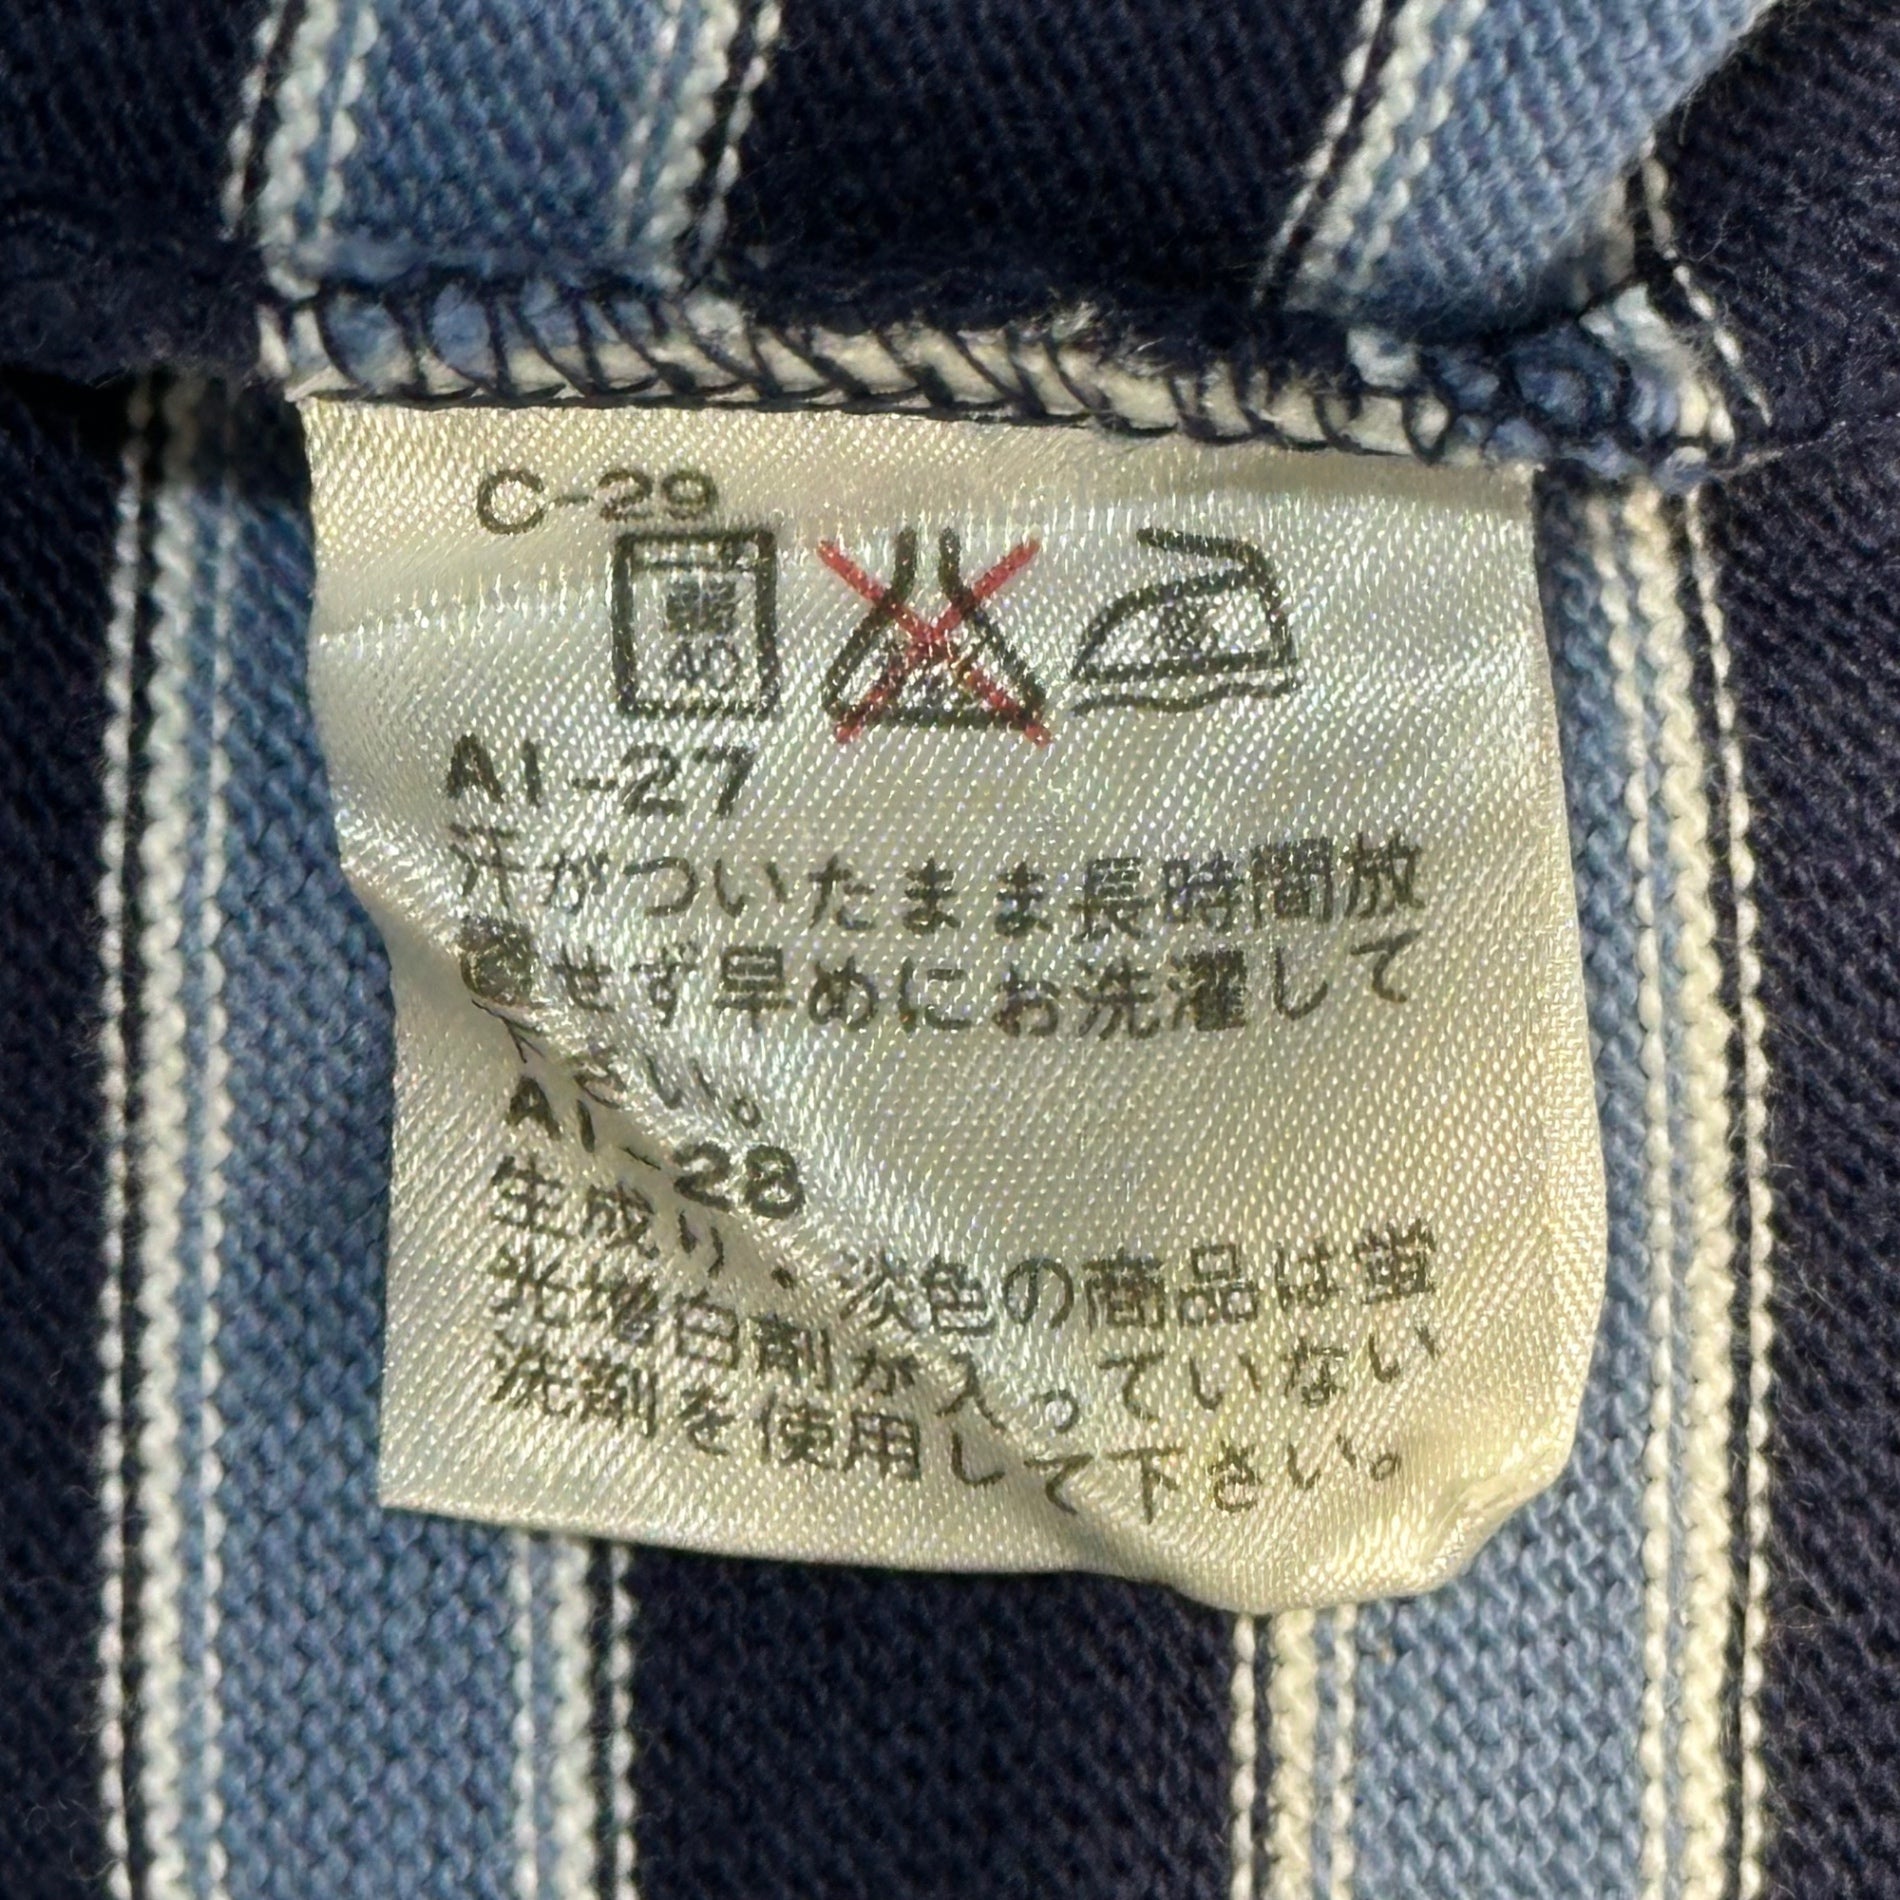 C-29
40
A1-27
汗がついたまま長時間放
せず早めにお洗濯して
下さい。
A1-28
生成り・淡色の商品は蛍
光増白剤が入っていない
洗剤を使用して下さい。